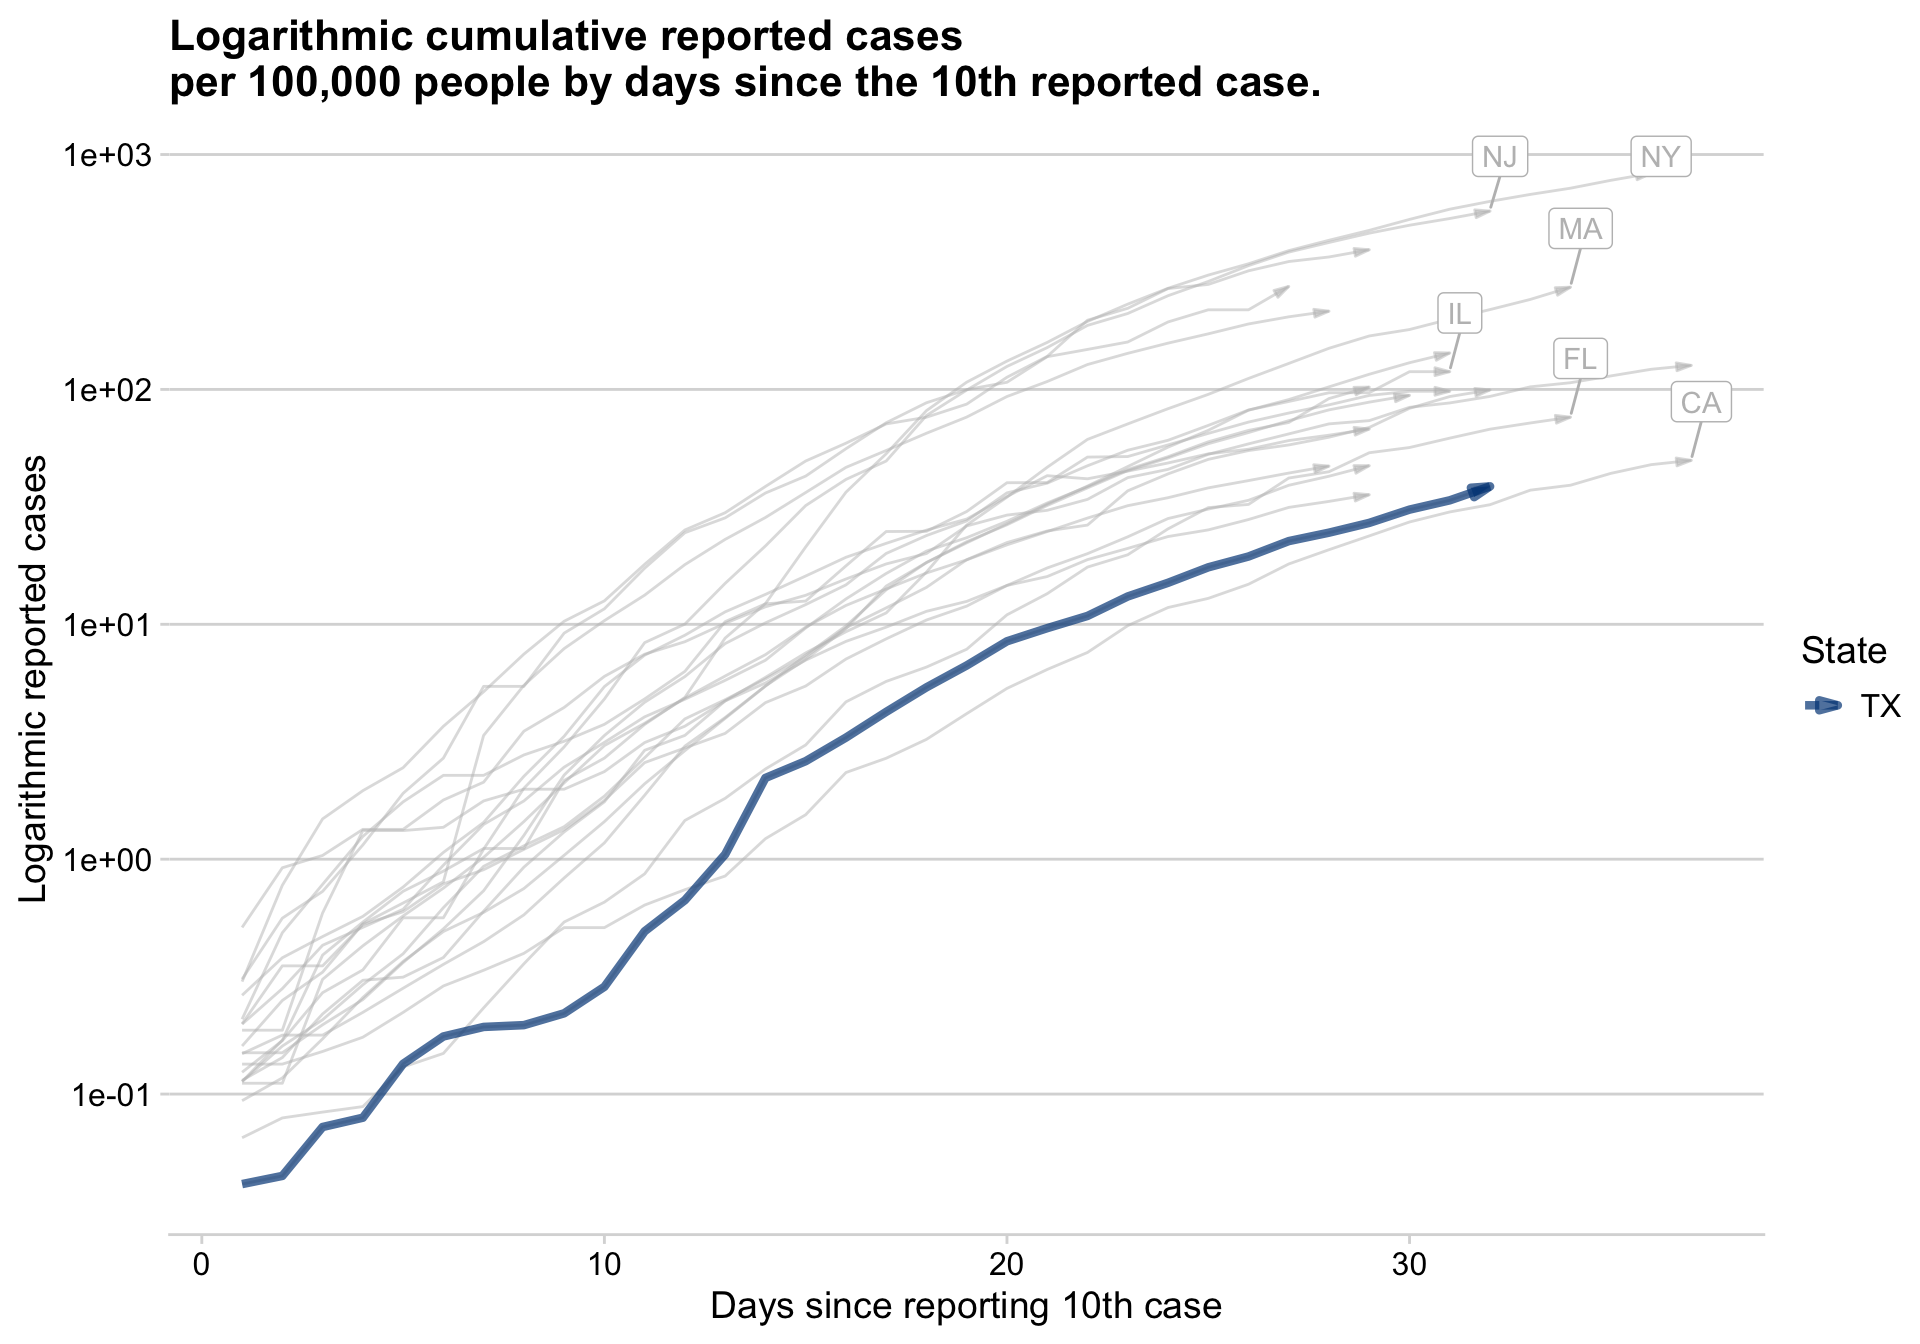 Logarithmic cumulative reported cases
per 100,000 people by days since the 10th reported case.
1e+03
1e+02
1e+01
1e+00
1e-01
Logarithmic reported cases
NJ
NY
MA
IL
FL
CA
State
TX
0
10
20
30
Days since reporting 10th case